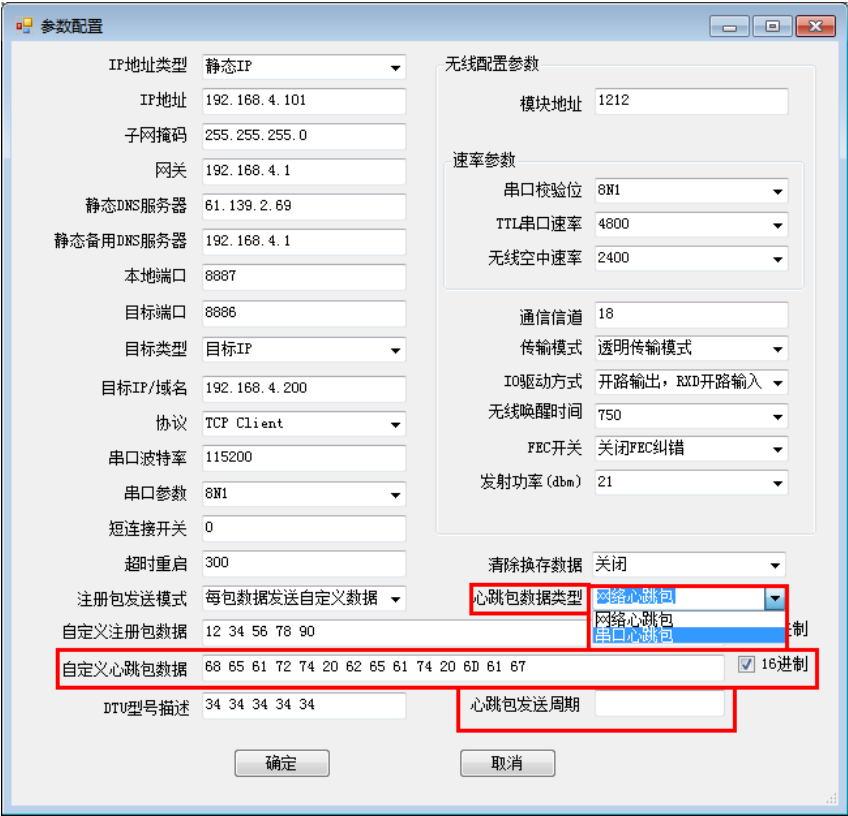 参数配置
IP地址类型 静态IP
IP地址 192.168.4.101
子网掩码 255.255.255.0
网关 192.168.4.1
静态DNS服务器 61.139.2.69
静态备用DNS服务器 192.168.4.1
本地端口 8887
目标端口 8886
目标类型 目标IP
目标IP/域名 192.168.4.200
协议 TCP Client
串口波特率 115200
串口参数 8N1
短连接开关 0
超时重启 300
注册包发送模式 每包数据发送自定义数据
无线配置参数
模块地址 1212
速率参数
串口校验位 8N1
TTL串口速率 4800
无线空中速率 2400
通信信道 18
传输模式 透明传输模式
IO驱动方式 开路输出，RXD开路输入
无线唤醒时间 750
FEC开关 关闭FEC纠错
发射功率(dbm) 21
清除换存数据 关闭
心跳包数据类型 网络心跳包
网络心跳包
串口心跳包
自定义注册包数据 12 34 56 78 90 制
自定义心跳包数据 68 65 61 72 74 20 62 65 61 74 20 6D 61 67 16进制
DTU型号描述 34 34 34 34 34 心跳包发送周期
确定 取消